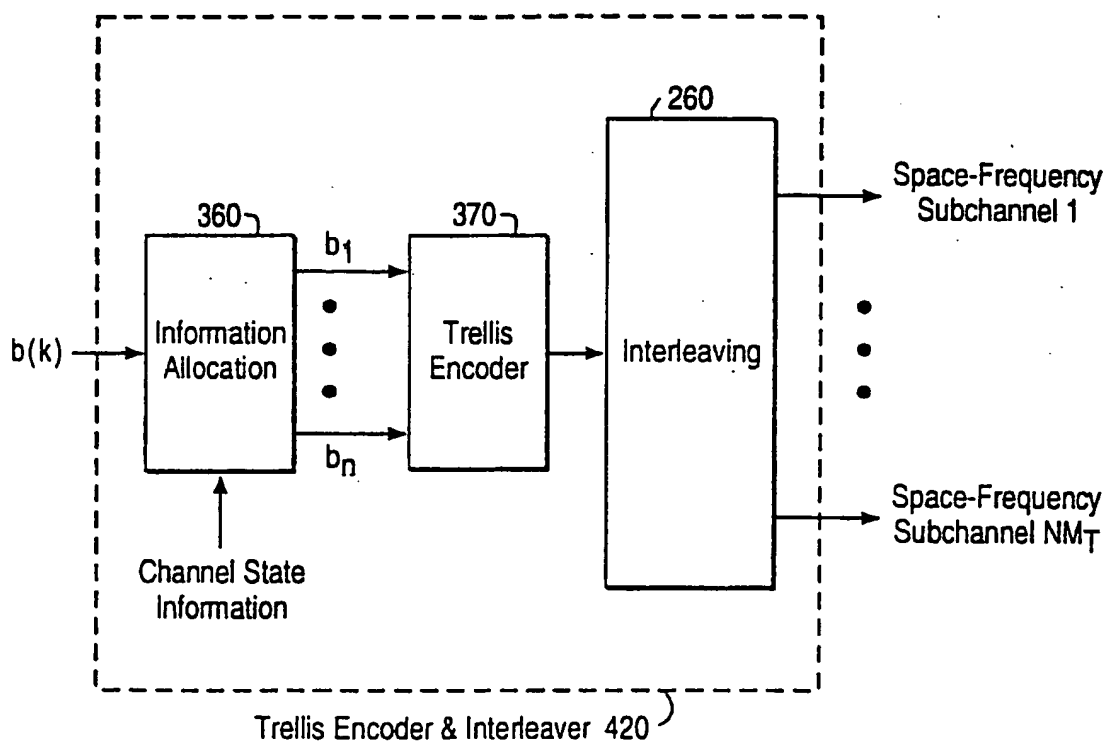 260
Space-Frequency
Subchannel 1
360
370
b1
b(k)
Information
Allocation
Trellis
Encoder
Interleaving
bn
Space-Frequency
Subchannel NMT
Channel State
Information
Trellis Encoder & Interleaver 420